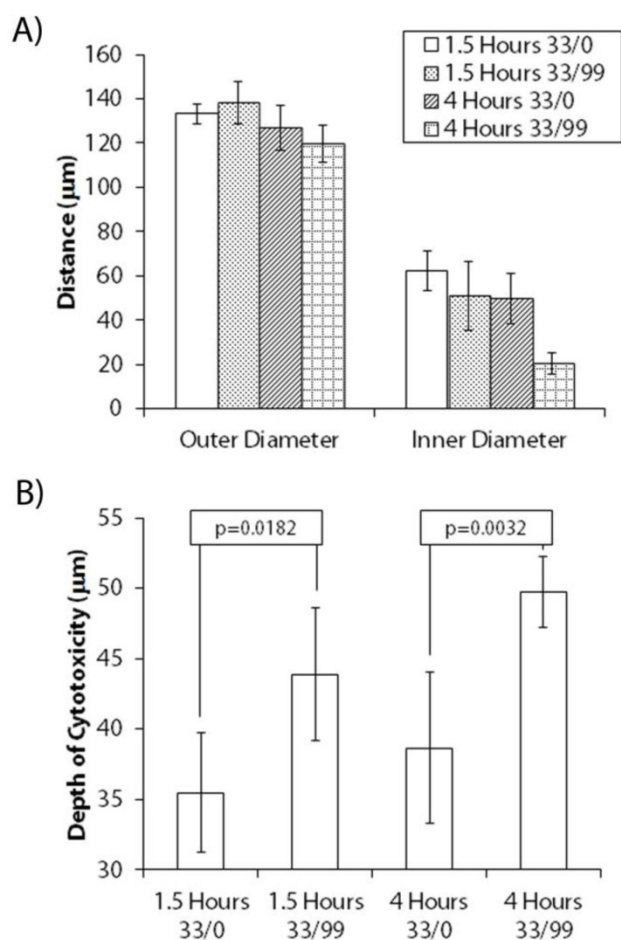 A)
160
140
120
100
80
60
40
20
0
Distance (μm)
1.5 Hours 33/0
1.5 Hours 33/99
4 Hours 33/0
4 Hours 33/99
Outer Diameter
Inner Diameter
B)
55
50
45
40
35
30
Depth of Cytotoxicity (μm)
p=0.0182
p=0.0032
1.5 Hours
33/0
1.5 Hours
33/99
4 Hours
33/0
4 Hours
33/99